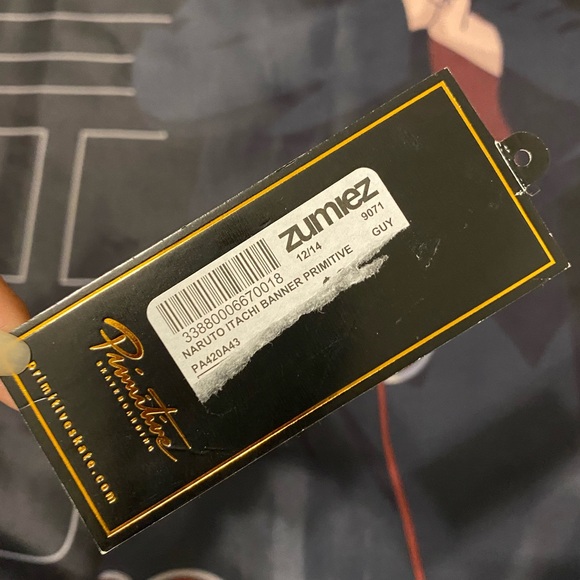 zumiez
12/14 9071
33880006670018 GUY
NARUTO ITACHI BANNER PRIMITIVE
PA420A43
Primitive
SKATEBOARDING
primitiveskate.com